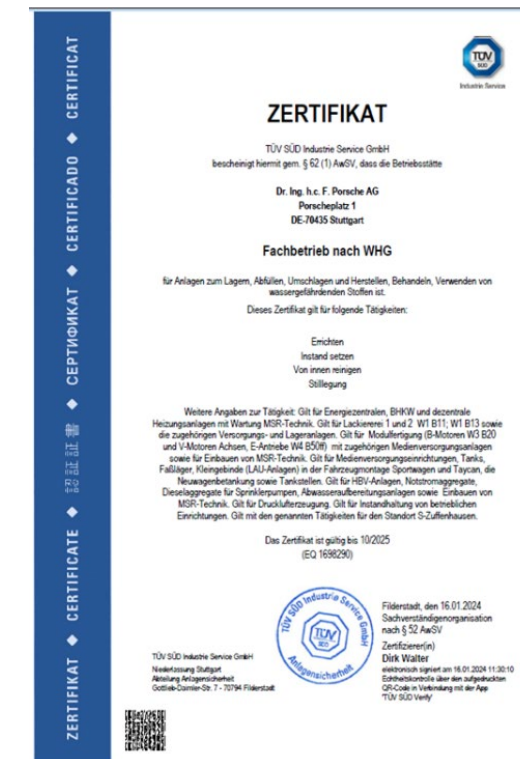 ZERTIFIKAT ◆ CERTIFICATE ◆ 認証証書 ◆ СЕРТИФИКАТ ◆ CERTIFICADO ◆ CERTIFICAT
TÜV
SÜD
Industrie Service
ZERTIFIKAT
TÜV SÜD Industrie Service GmbH
bescheinigt hiermit gem. § 62 (1) AwSV, dass die Betriebsstätte
Dr. Ing. h.c. F. Porsche AG
Porscheplatz 1
DE-70435 Stuttgart
Fachbetrieb nach WHG
für Anlagen zum Lagern, Abfüllen, Umschlagen und Herstellen, Behandeln, Verwenden von
wassergefährdenden Stoffen ist.
Dieses Zertifikat gilt für folgende Tätigkeiten:
Errichten
Instand setzen
Von innen reinigen
Stilllegung
Weitere Angaben zur Tätigkeit: Gilt für Energiezentralen, BHKW und dezentrale
Heizungsanlagen mit Wartung MSR-Technik. Gilt für Lackiererei 1 und 2 W1 B11; W1 B13 sowie
die zugehörigen Versorgungs- und Lageranlagen. Gilt für Modulfertigung (B-Motoren W3 B20
und V-Motoren Achsen, E-Antriebe W4 B50ff) mit zugehörigen Medienversorgungsanlagen
sowie für Einbauen von MSR-Technik. Gilt für Medienversorgungseinrichtungen, Tanks,
Faßläger, Kleingebinde (LAU-Anlagen) in der Fahrzeugmontage Sportwagen und Taycan, die
Neuwagenbetankung sowie Tankstellen. Gilt für HBV-Anlagen, Notstromaggregate,
Dieselaggregate für Sprinklerpumpen, Abwasseraufbereitungsanlagen sowie Einbauen von
MSR-Technik. Gilt für Drucklufterzeugung. Gilt für Instandhaltung von betrieblichen
Einrichtungen. Gilt mit den genannten Tätigkeiten für den Standort S-Zuffenhausen.
Das Zertifikat ist gültig bis 10/2025
(EQ 1698290)
TÜV SÜD Industrie Service GmbH
TÜV
SÜD
Anlagensicherheit
Filderstadt, den 16.01.2024
Sachverständigenorganisation
nach § 52 AwSV
Zertifizierer(in)
Dirk Walter
elektronisch signiert am 16.01.2024 11:30:10
Echtheitskontrolle über den aufgedruckten
QR-Code in Verbindung mit der App
'TÜV SÜD Verify'
TÜV SÜD Industrie Service GmbH
Niederlassung Stuttgart
Abteilung Anlagensicherheit
Gottlieb-Daimler-Str. 7 - 70794 Filderstadt